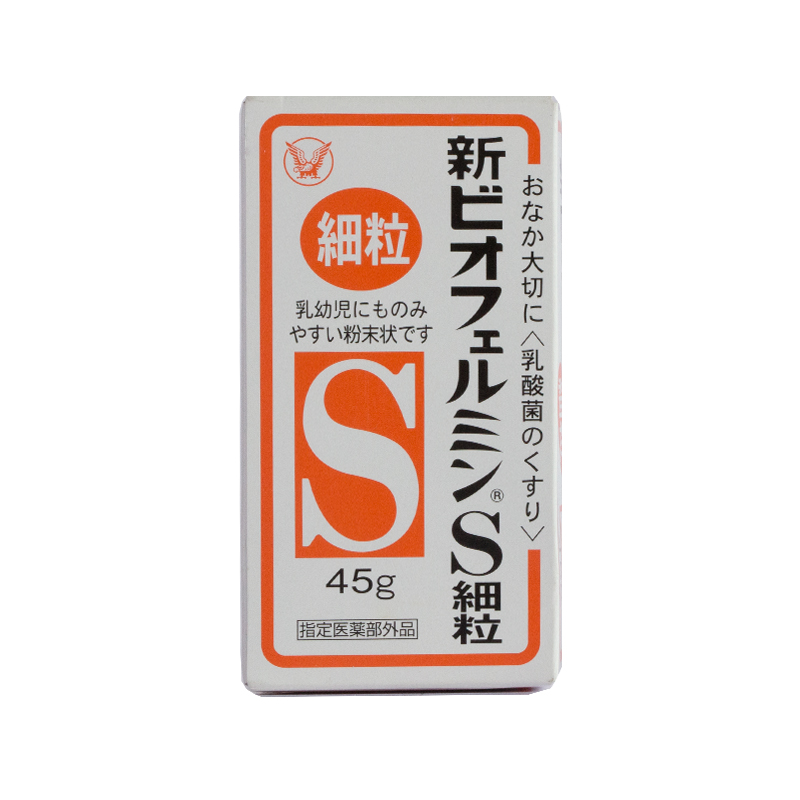 おなか大切に〈乳酸菌のくすり〉
新ビオフェルミン®S細粒
細粒
乳幼児にものみ
やすい粉末状です
S
45g
指定医薬部外品